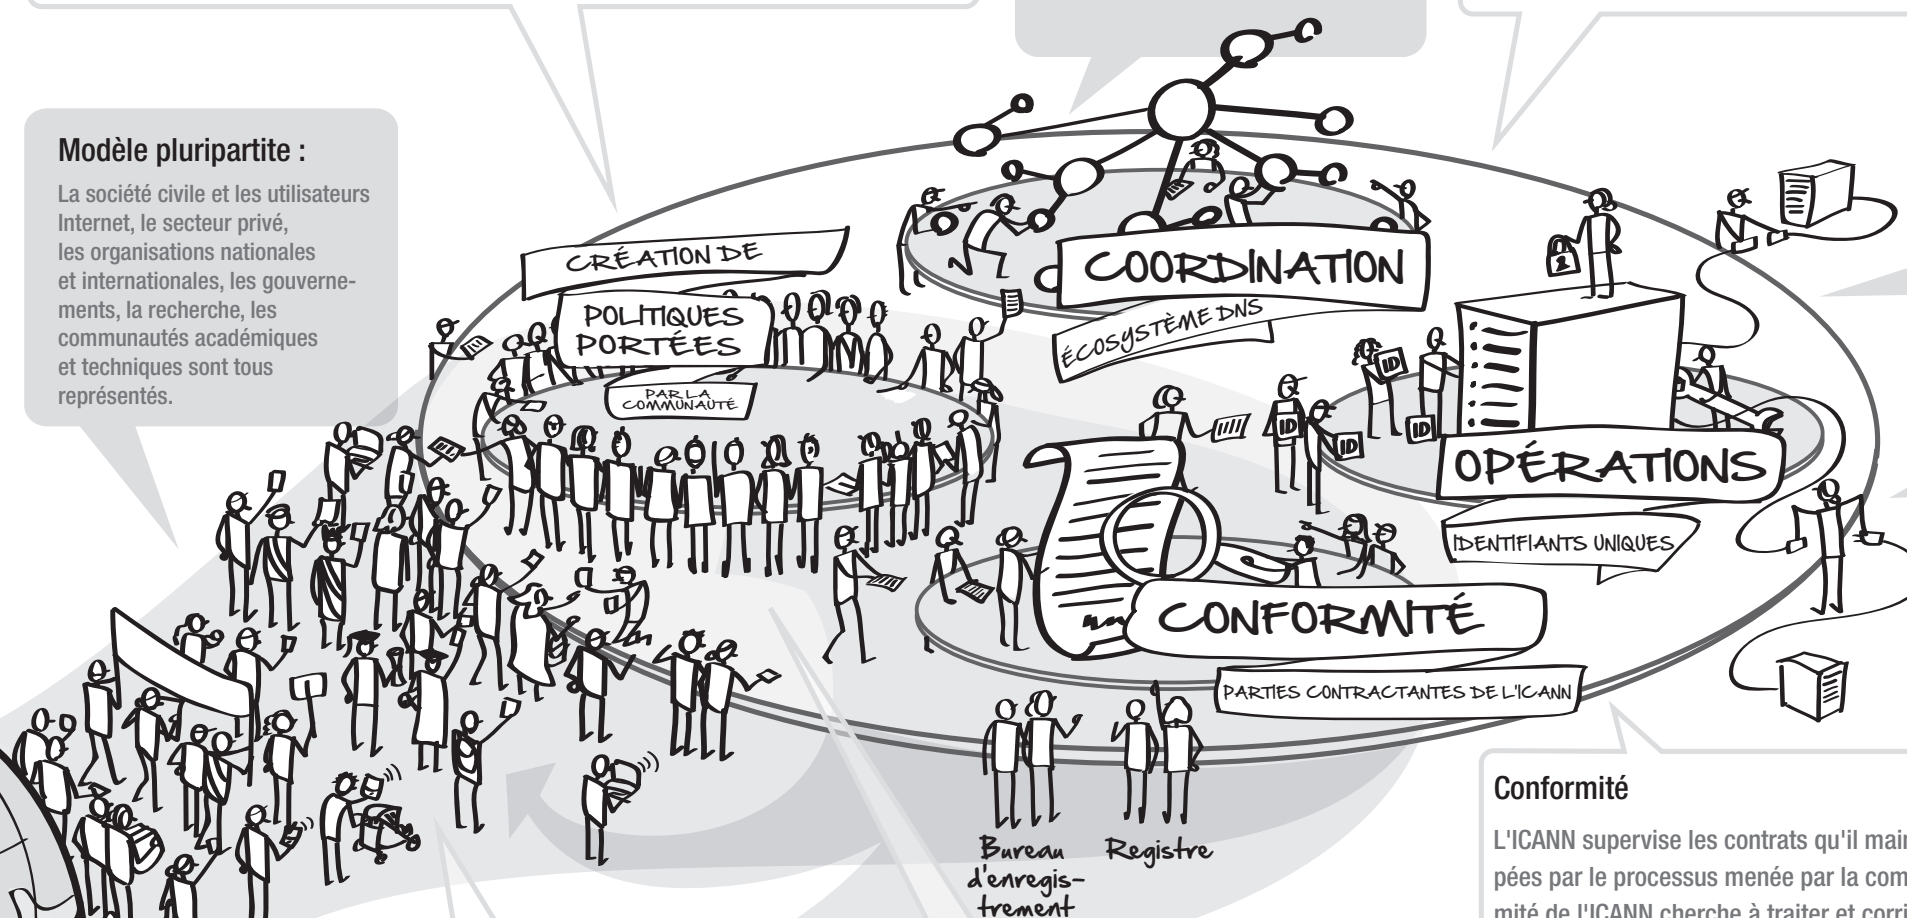 Modèle pluripartite :
La société civile et les utilisateurs
Internet, le secteur privé,
les organisations nationales
et internationales, les gouverne-
ments, la recherche, les
communautés académiques
et techniques sont tous
représentés.
CRÉATION DE
POLITIQUES
PORTÉES
PAR LA
COMMUNAUTÉ
COORDINATION
ÉCOSYSTÈME DNS
ID
ID
ID
ID
OPÉRATIONS
IDENTIFIANTS UNIQUES
CONFORMITÉ
PARTIES CONTRACTANTES DE L'ICANN
Bureau
d'enregis-
trement
Registre
Conformité
L'ICANN supervise les contrats qu'il
pées par le processus menée par la
mité de l'ICANN cherche à traiter et